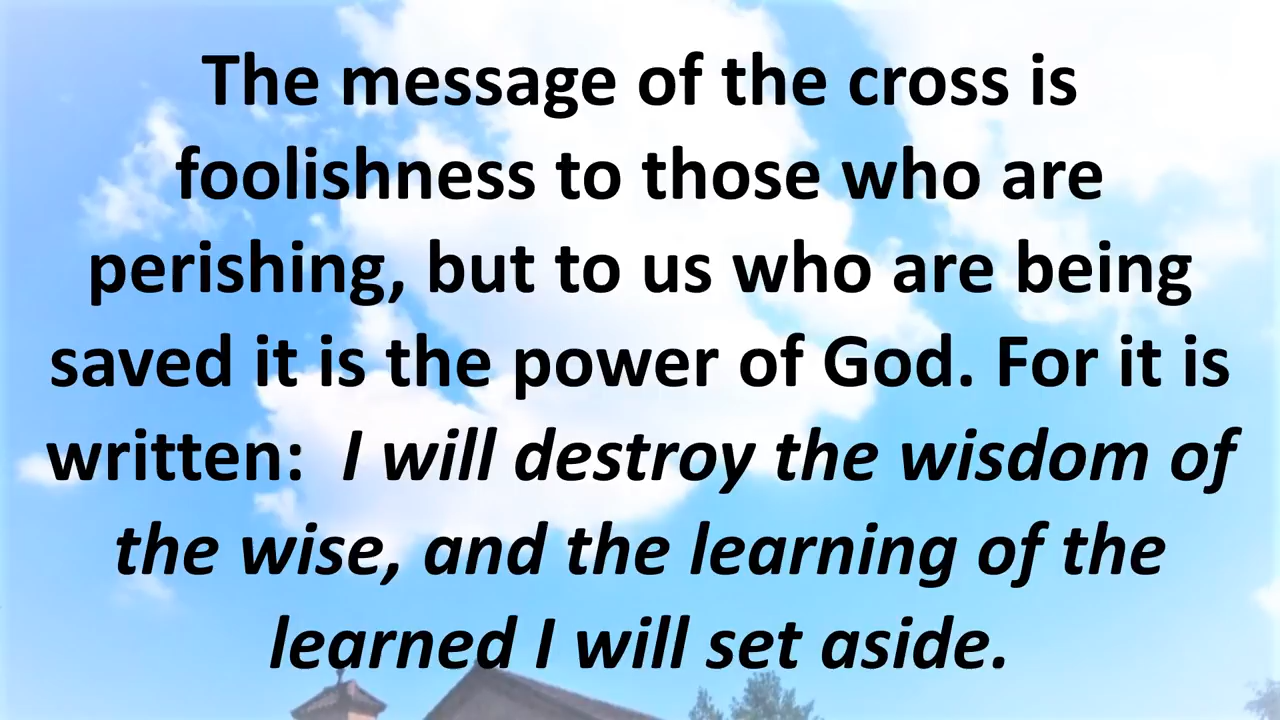 The message of the cross is
foolishness to those who are
perishing, but to us who are being
saved it is the power of God. For it is
written:  I will destroy the wisdom of
the wise, and the learning of the
learned I will set aside.